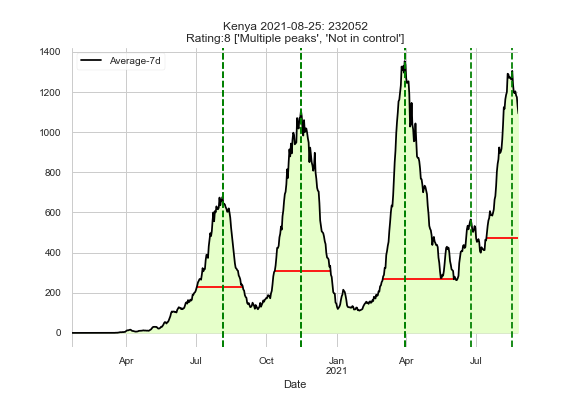 Kenya 2021-08-25: 232052
Rating:8 ['Multiple peaks', 'Not in control']
Average-7d
1400
1200
1000
800
600
400
200
0
Apr
Jul
Oct
Jan
2021
Apr
Jul
Date